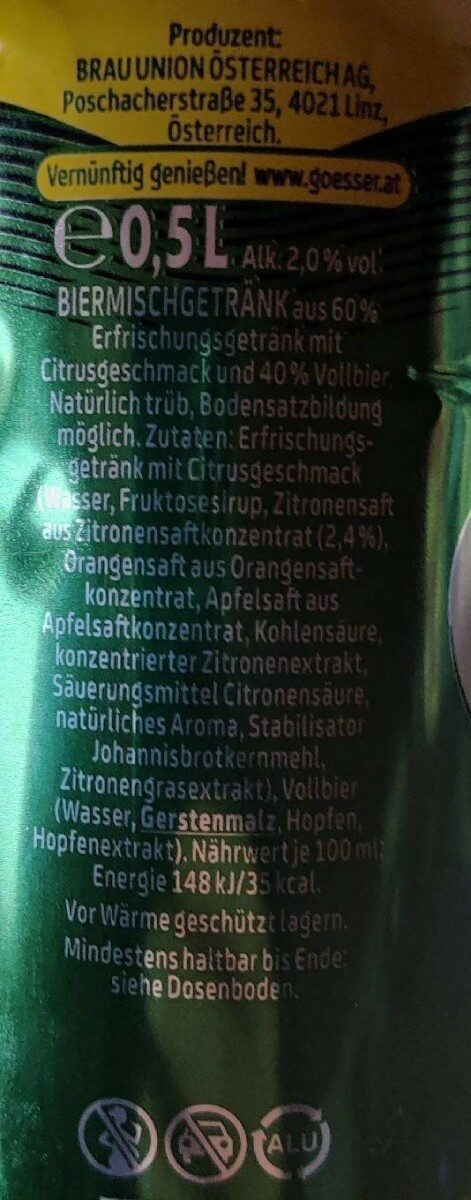 Produzent:
BRAU UNION ÖSTERREICH AG,
Poschacherstraße 35, 4021 Linz,
Österreich.
Vernünftig genießen! www.goesser.at
e 0,5 L Alk. 2,0 % vol.
BIERMISCHGETRÄNK aus 60%
Erfrischungsgetränk mit
Citrusgeschmack und 40% Vollbier.
Natürlich trüb, Bodensatzbildung
möglich. Zutaten: Erfrischungs-
getränk mit Citrusgeschmack
(Wasser, Fruktosesirup, Zitronensaft
aus Zitronensaftkonzentrat (2,4%),
Orangensaft aus Orangensaft-
konzentrat, Apfelsaft aus
Apfelsaftkonzentrat, Kohlensäure,
konzentrierter Zitronenextrakt,
Säuerungsmittel Citronensäure,
natürliches Aroma, Stabilisator
Johannisbrotkernmehl,
Zitronengrasextrakt), Vollbier
(Wasser, Gerstenmalz, Hopfen,
Hopfenextrakt). Nährwert je 100 ml:
Energie 148 kJ/35 kcal.
Vor Wärme geschützt lagern.
Mindestens haltbar bis Ende:
siehe Dosenboden.
ALU